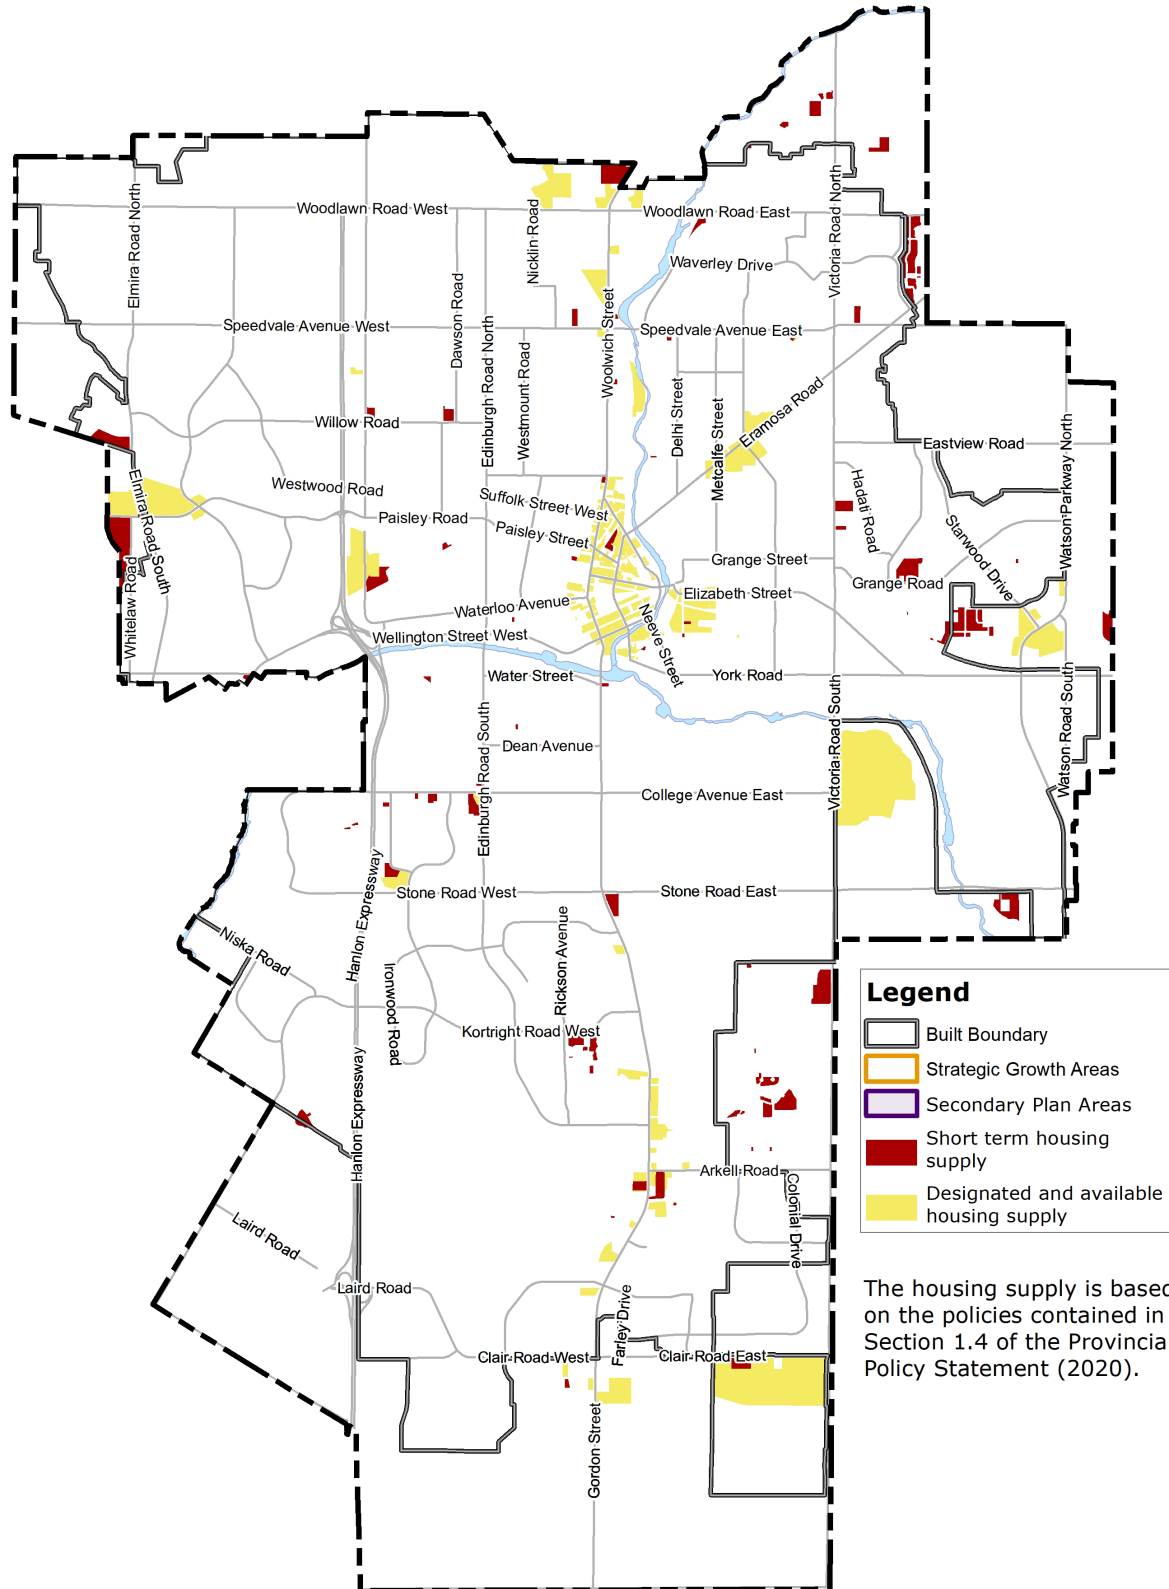 Woodlawn Road West
Woodlawn Road East
Elmira Road North
Nicklin Road
Victoria Road North
Waverley Drive
Dawson Road
Woolwich Street
Speedvale Avenue West
Speedvale Avenue East
Edinburgh Road North
Westmount Road
Delhi Street
Metcalfe Street
Eramosa Road
Willow Road
Eastview Road
Watson Parkway North
Westwood Road
Elmira Road South
Suffolk Street West
Paisley Road
Paisley Street
Hadati Road
Starwood Drive
Grange Street
Grange Road
Whitelaw Road
Waterloo Avenue
Elizabeth Street
Neeve Street
Wellington Street West
Water Street
York Road
Victoria Road South
Watson Road South
Edinburgh Road South
Dean Avenue
College Avenue East
Hanlon Expressway
Stone Road West
Stone Road East
Niska Road
Ironwood Road
Rickson Avenue
Kortright Road West
Hanlon Expressway
Arkell Road
Colonial Drive
Laird Road
Laird Road
Farley Drive
Clair Road West
Clair Road East
Gordon Street
Legend
Built Boundary
Strategic Growth Areas
Secondary Plan Areas
Short term housing
supply
Designated and available
housing supply
The housing supply is based
on the policies contained in
Section 1.4 of the Provincial
Policy Statement (2020).